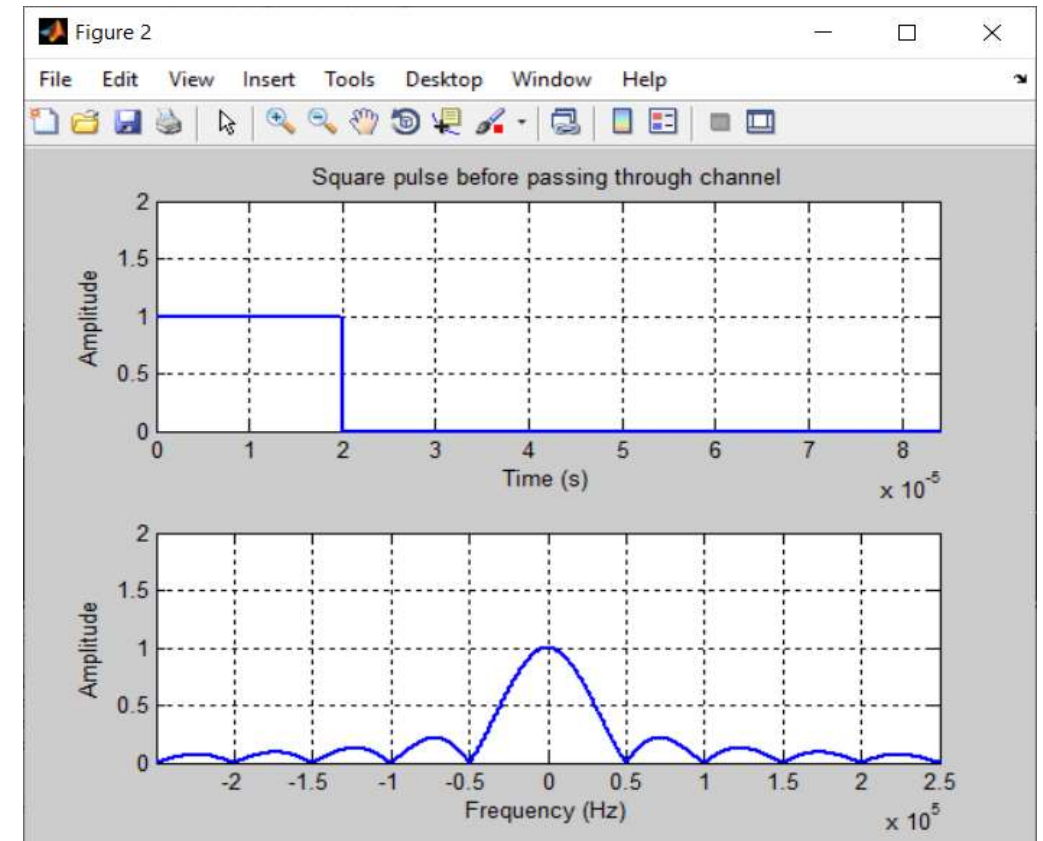 Figure 2
File Edit View Insert Tools Desktop Window Help
Square pulse before passing through channel
2
1.5
1
0.5
0
Amplitude
0 1 2 3 4 5 6 7 8
Time (s)
x 10^-5
2
1.5
1
0.5
0
Amplitude
-2 -1.5 -1 -0.5 0 0.5 1 1.5 2 2.5
Frequency (Hz)
x 10^5